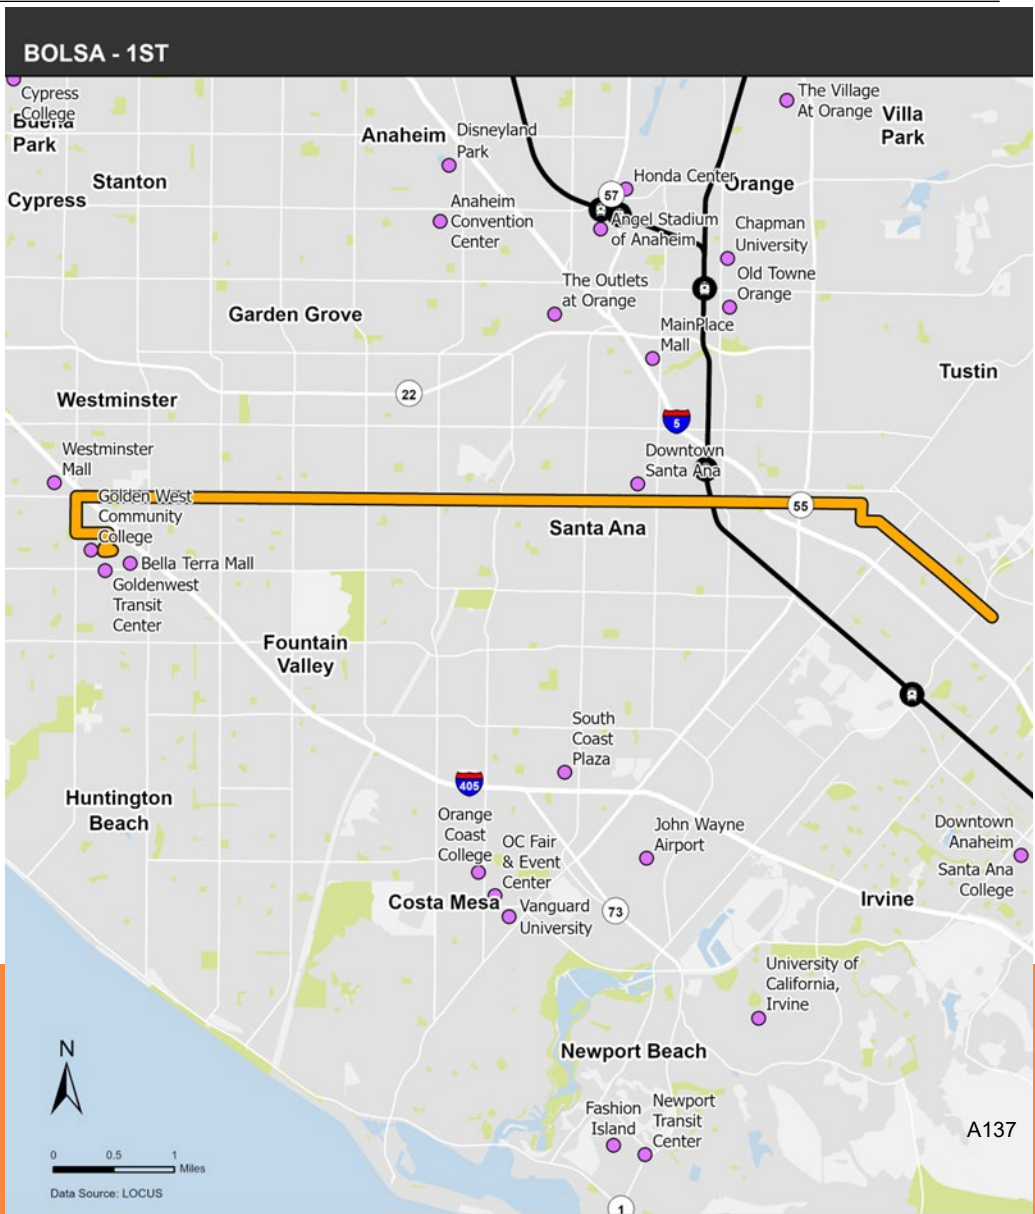 BOLSA - 1ST
Cypress
College
Buena
Park
Cypress
Stanton
Anaheim
Disneyland
Park
Anaheim
Convention
Center
57
Honda Center
Angel Stadium
of Anaheim
The Village
At Orange
Villa
Park
Orange
Chapman
University
Old Towne
Orange
The Outlets
at Orange
MainPlace
Mall
Garden Grove
22
5
Tustin
Westminster
Westminster
Mall
Downtown
Santa Ana
Golden West
Community
College
55
Santa Ana
Bella Terra Mall
Goldenwest
Transit
Center
Fountain
Valley
South
Coast
Plaza
405
Huntington
Beach
Orange
Coast
College
OC Fair
& Event
Center
John Wayne
Airport
Downtown
Anaheim
Santa Ana
College
Costa Mesa
Vanguard
University
73
Irvine
University of
California,
Irvine
Newport Beach
Fashion
Island
Newport
Transit
Center
A137
1
N
0 0.5 1
Miles
Data Source: LOCUS